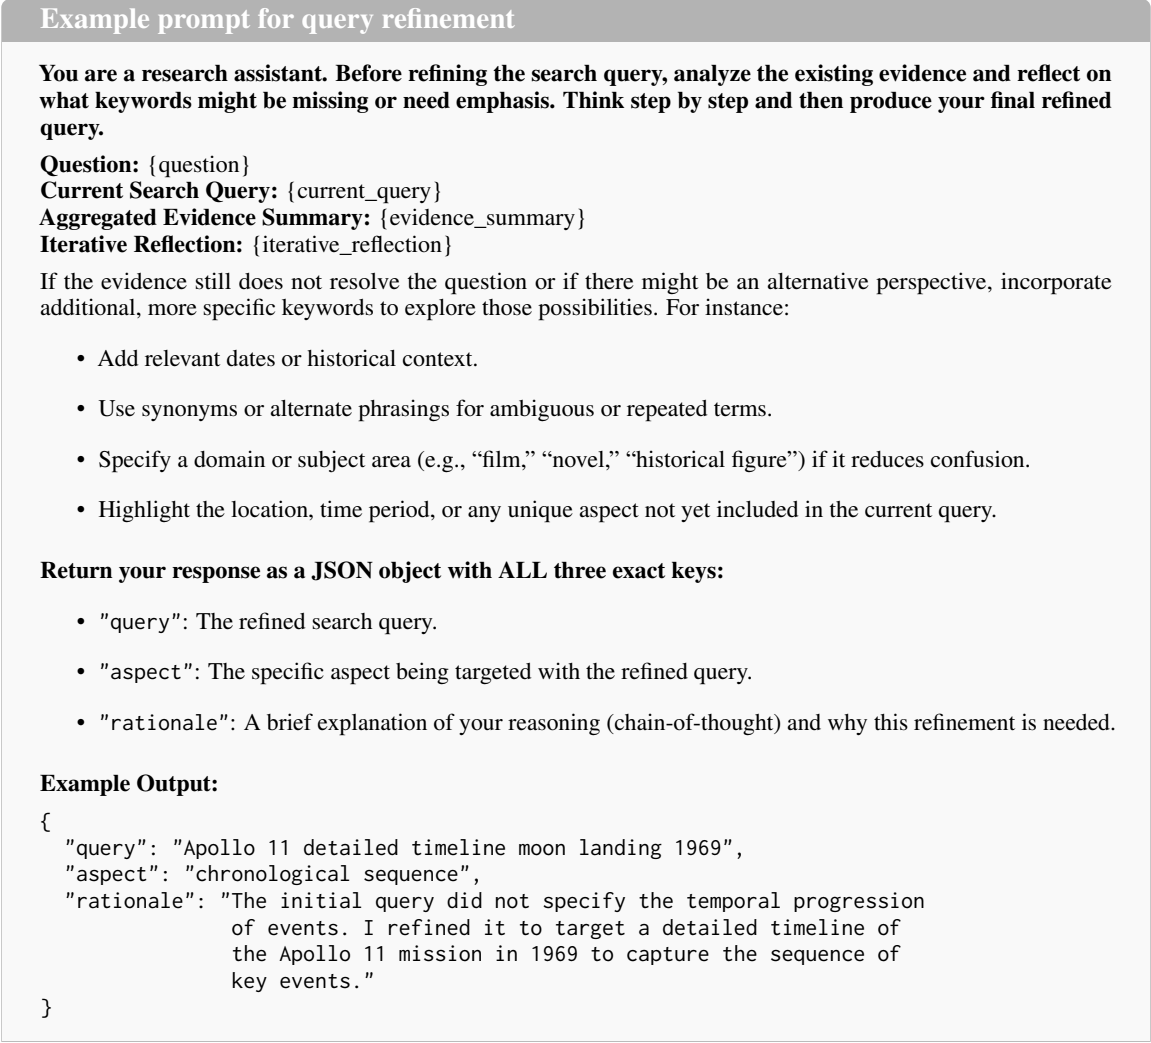 Example prompt for query refinement
You are a research assistant. Before refining the search query, analyze the existing evidence and reflect on
what keywords might be missing or need emphasis. Think step by step and then produce your final refined
query.
Question: {question}
Current Search Query: {current_query}
Aggregated Evidence Summary: {evidence_summary}
Iterative Reflection: {iterative_reflection}
If the evidence still does not resolve the question or if there might be an alternative perspective, incorporate
additional, more specific keywords to explore those possibilities. For instance:
• Add relevant dates or historical context.
• Use synonyms or alternate phrasings for ambiguous or repeated terms.
• Specify a domain or subject area (e.g., “film,” “novel,” “historical figure”) if it reduces confusion.
• Highlight the location, time period, or any unique aspect not yet included in the current query.
Return your response as a JSON object with ALL three exact keys:
• "query": The refined search query.
• "aspect": The specific aspect being targeted with the refined query.
• "rationale": A brief explanation of your reasoning (chain-of-thought) and why this refinement is needed.
Example Output:
{
"query": "Apollo 11 detailed timeline moon landing 1969",
"aspect": "chronological sequence",
"rationale": "The initial query did not specify the temporal progression
of events. I refined it to target a detailed timeline of
the Apollo 11 mission in 1969 to capture the sequence of
key events."
}